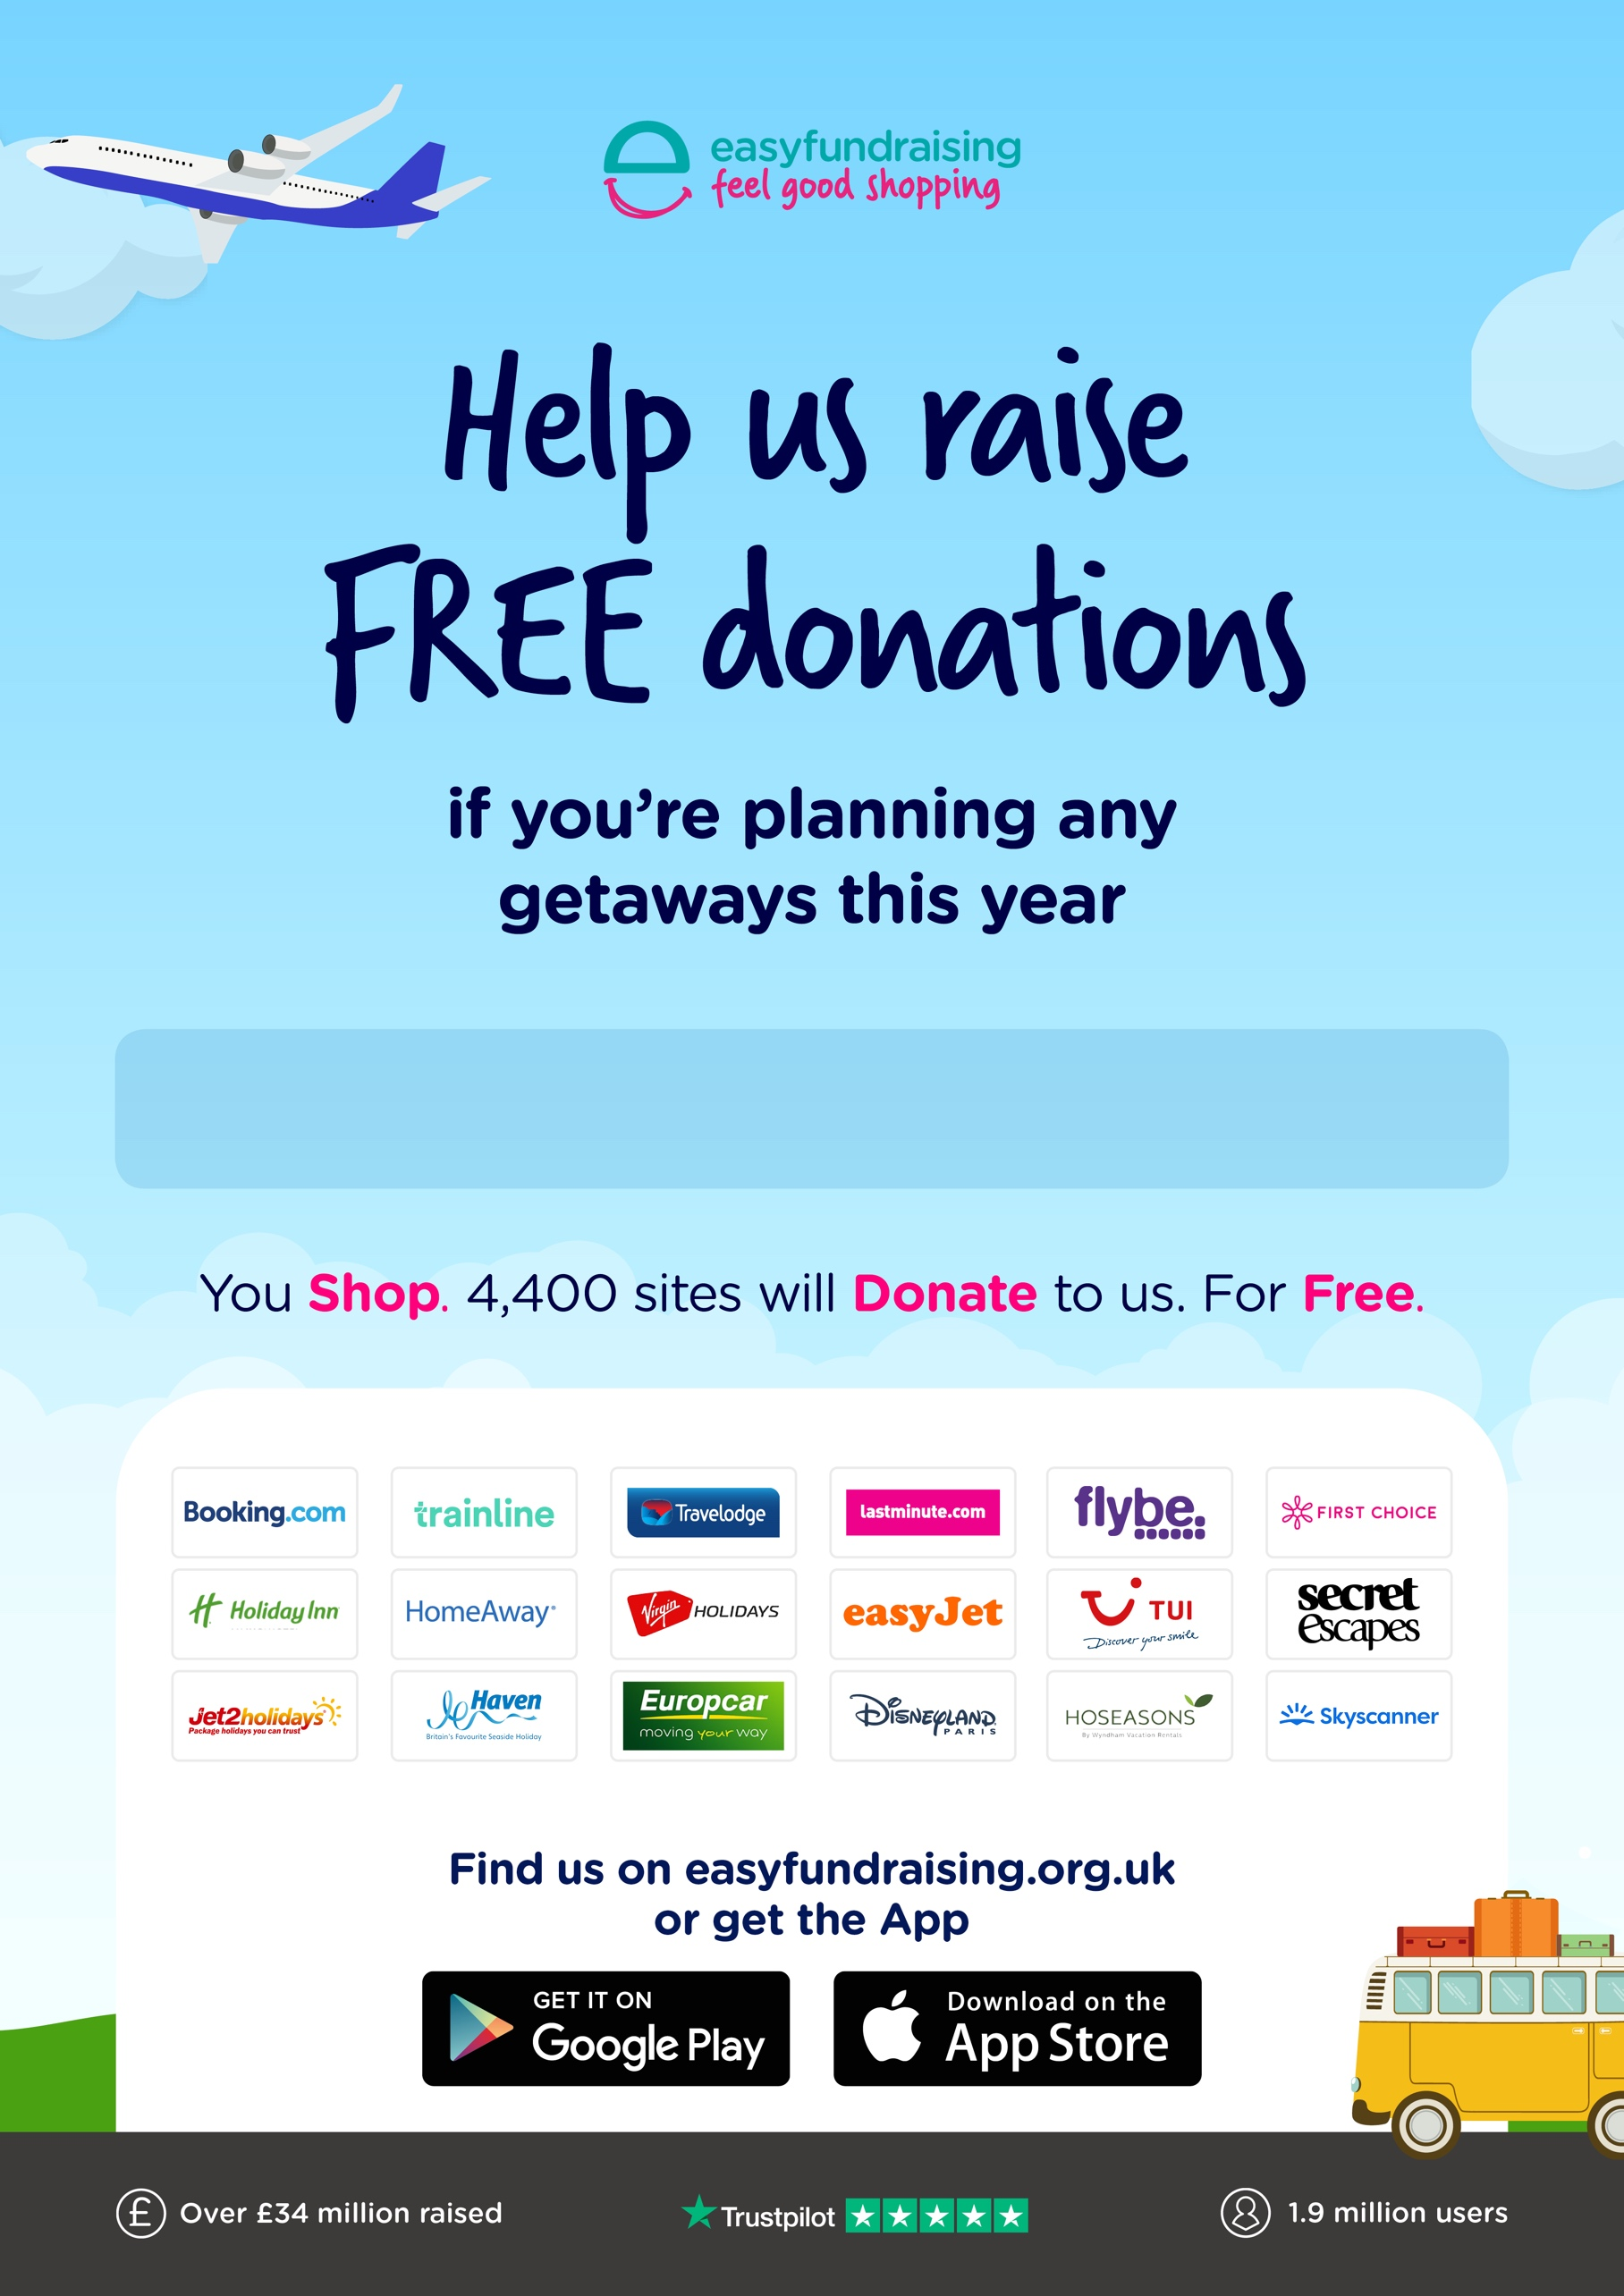 easyfundraising
feel good shopping
Help us raise
FREE donations
if you're planning any
getaways this year
You Shop. 4,400 sites will Donate to us. For Free.
Booking.com
trainline
Travelodge
lastminute.com
flybe.
FIRST CHOICE
Holiday Inn
HomeAway®
Virgin HOLIDAYS
easyJet
TUI
Discover your smile
secret
escapes
Jet2holidays
Package holidays you can trust
Haven
Britain's Favourite Seaside Holiday
Europcar
moving your way
Disneyland
PARIS
HOSEASONS
By Wyndham Vacation Rentals
Skyscanner
Find us on easyfundraising.org.uk
or get the App
GET IT ON
Google Play
Download on the
App Store
£ Over £34 million raised
Trustpilot
1.9 million users